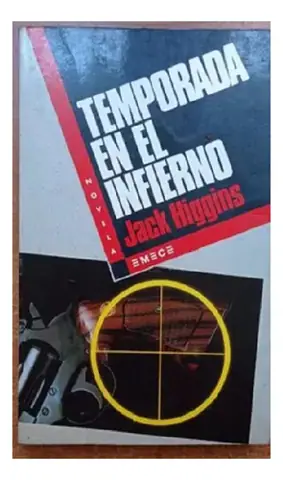 TEMPORADA
EN EL
INFIERNO
Jack Higgins
NOVELA
EMECE